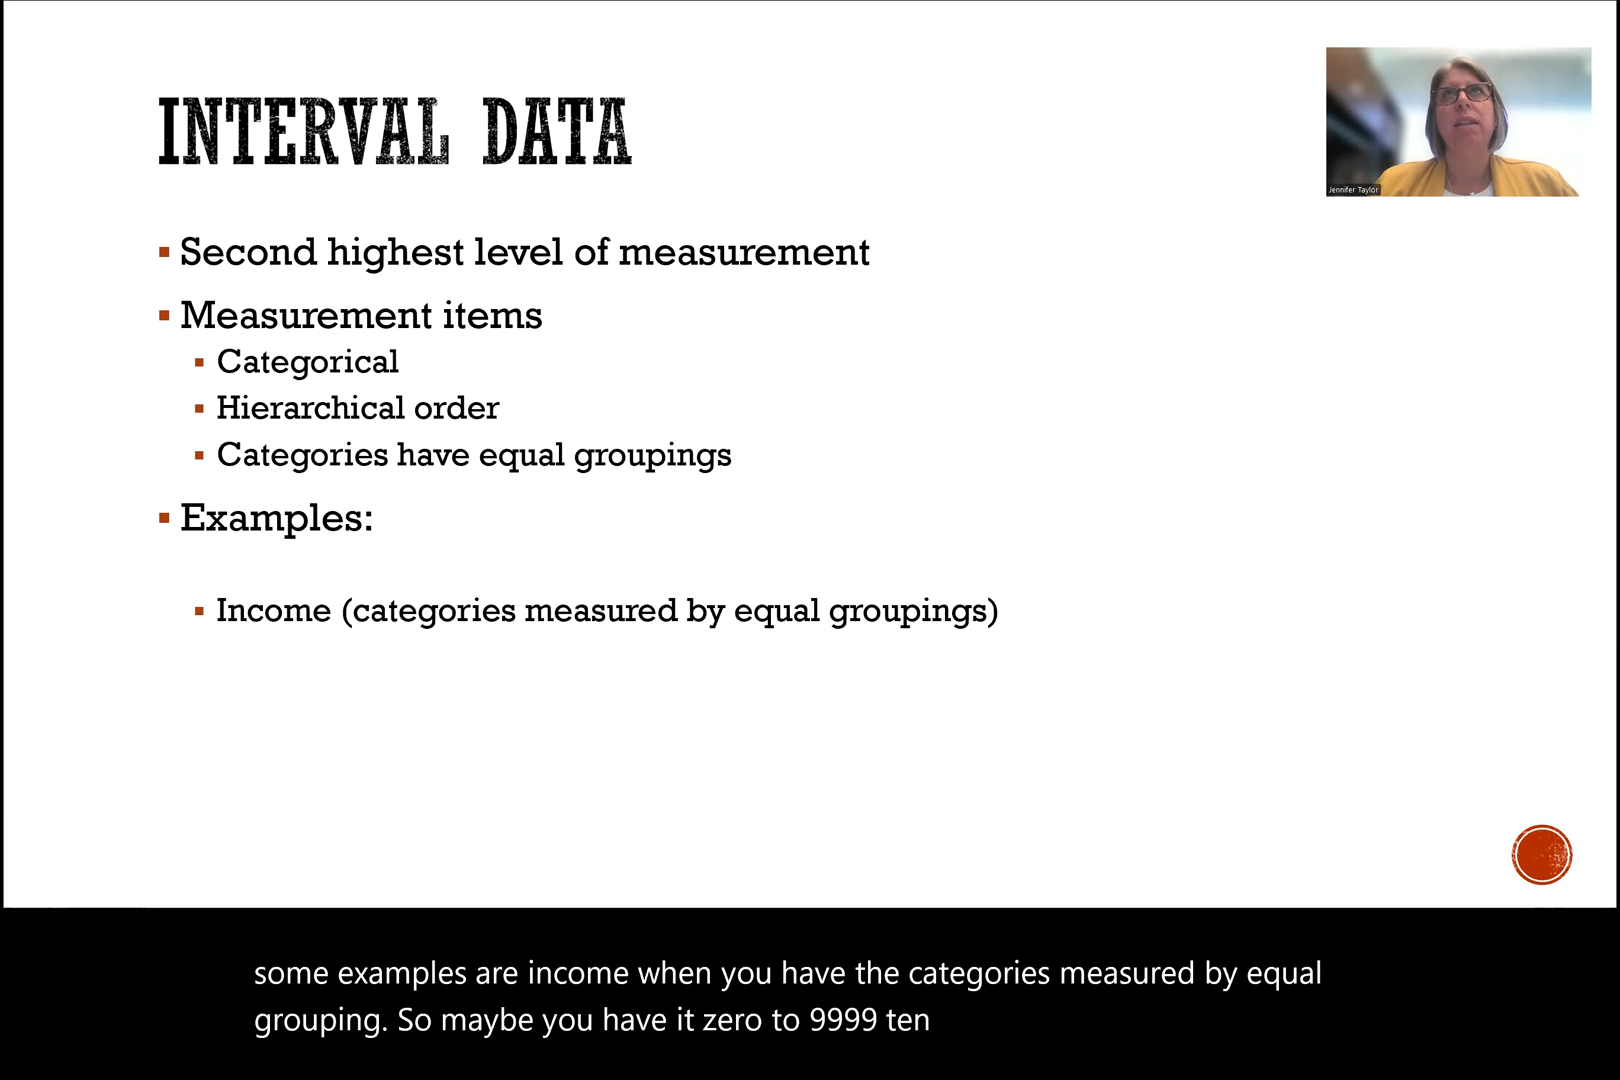 INTERVAL DATA
Jennifer Taylor
Second highest level of measurement
Measurement items
Categorical
Hierarchical order
Categories have equal groupings
Examples:
Income (categories measured by equal groupings)
some examples are income when you have the categories measured by equal
grouping. So maybe you have it zero to 9999 ten